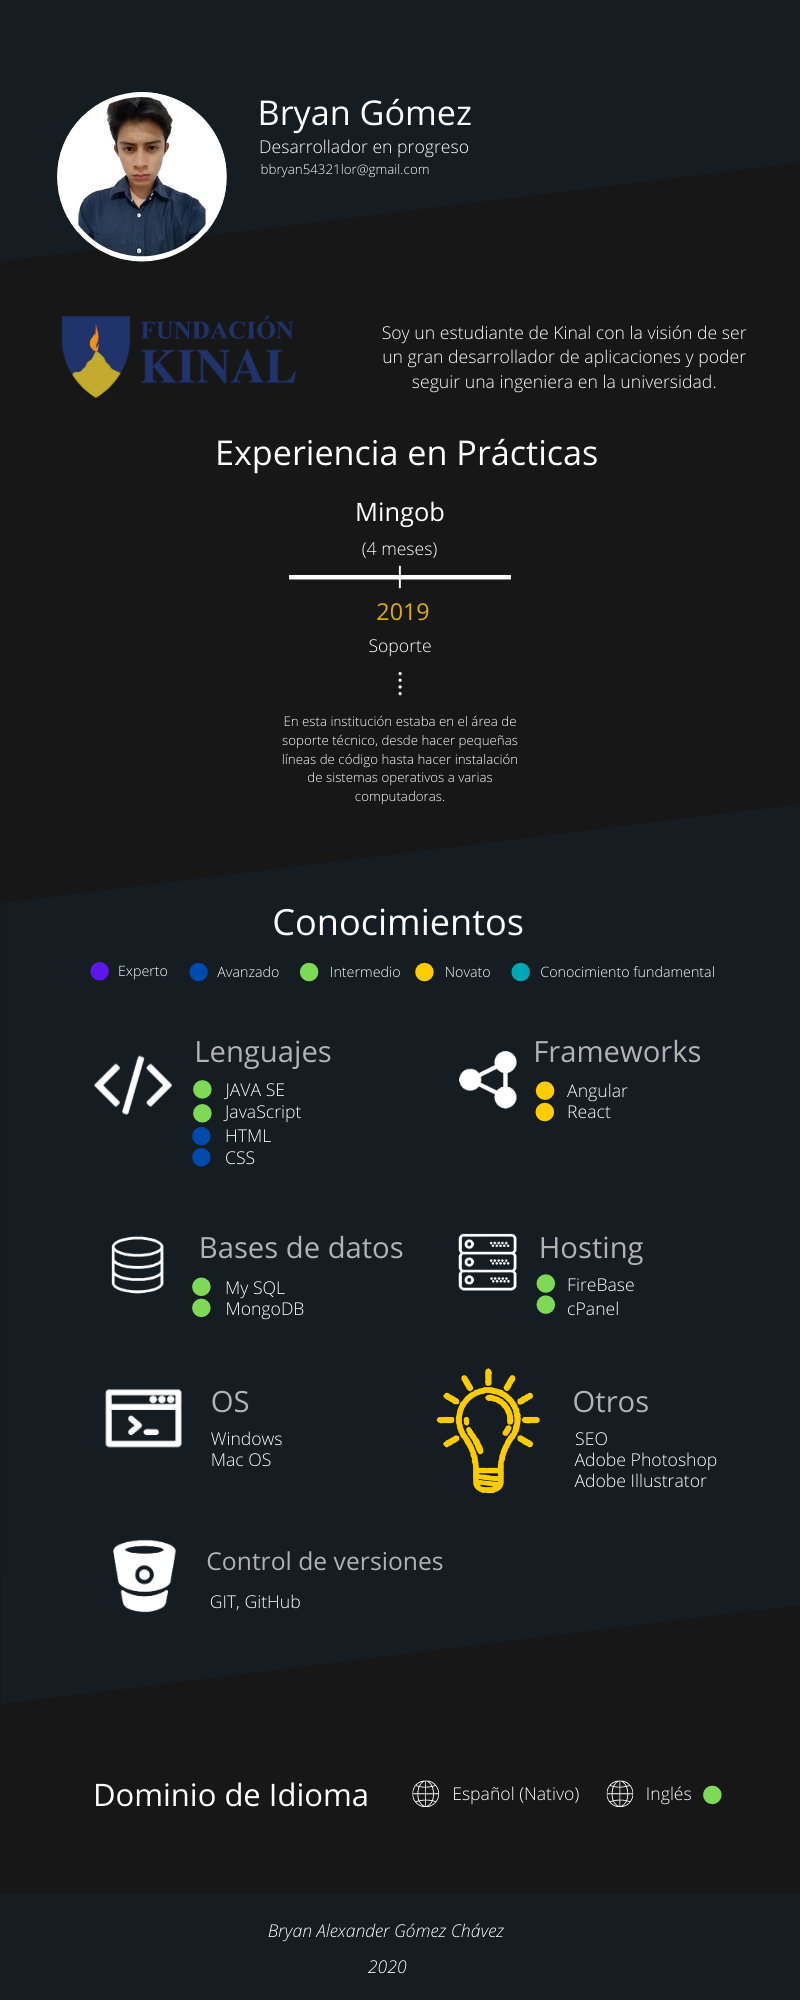 Bryan Gómez
Desarrollador en progreso
bbryan54321lor@gmail.com
FUNDACIÓN
KINAL
Soy un estudiante de Kinal con la visión de ser
un gran desarrollador de aplicaciones y poder
seguir una ingeniera en la universidad.
Experiencia en Prácticas
Mingob
(4 meses)
2019
Soporte
En esta institución estaba en el área de
soporte técnico, desde hacer pequeñas
líneas de código hasta hacer instalación
de sistemas operativos a varias
computadoras.
Conocimientos
Experto Avanzado Intermedio Novato Conocimiento fundamental
Lenguajes
JAVA SE
JavaScript
HTML
CSS
Frameworks
Angular
React
Bases de datos
My SQL
MongoDB
Hosting
FireBase
cPanel
OS
Windows
Mac OS
Otros
SEO
Adobe Photoshop
Adobe Illustrator
Control de versiones
GIT, GitHub
Dominio de Idioma Español (Nativo) Inglés
Bryan Alexander Gómez Chávez
2020